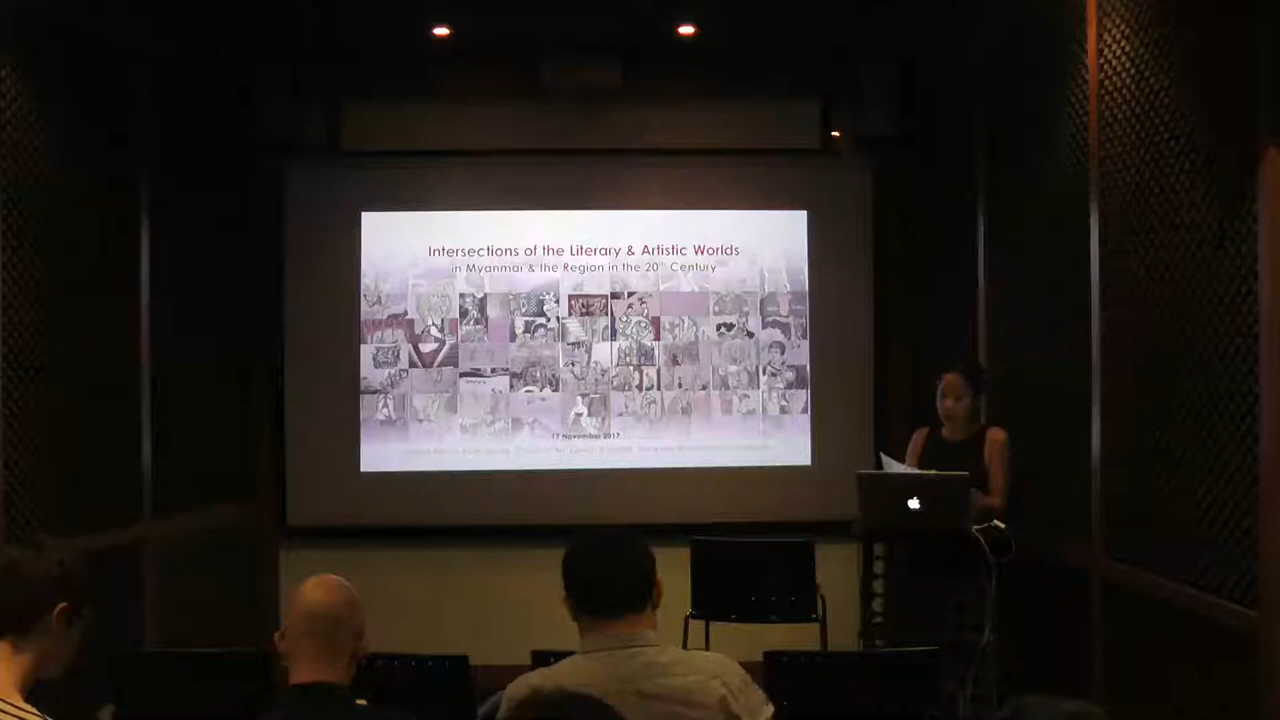 Intersections of the Literary & Artistic Worlds
in Myanmar & the Region in the 20th Century
17 November 2017